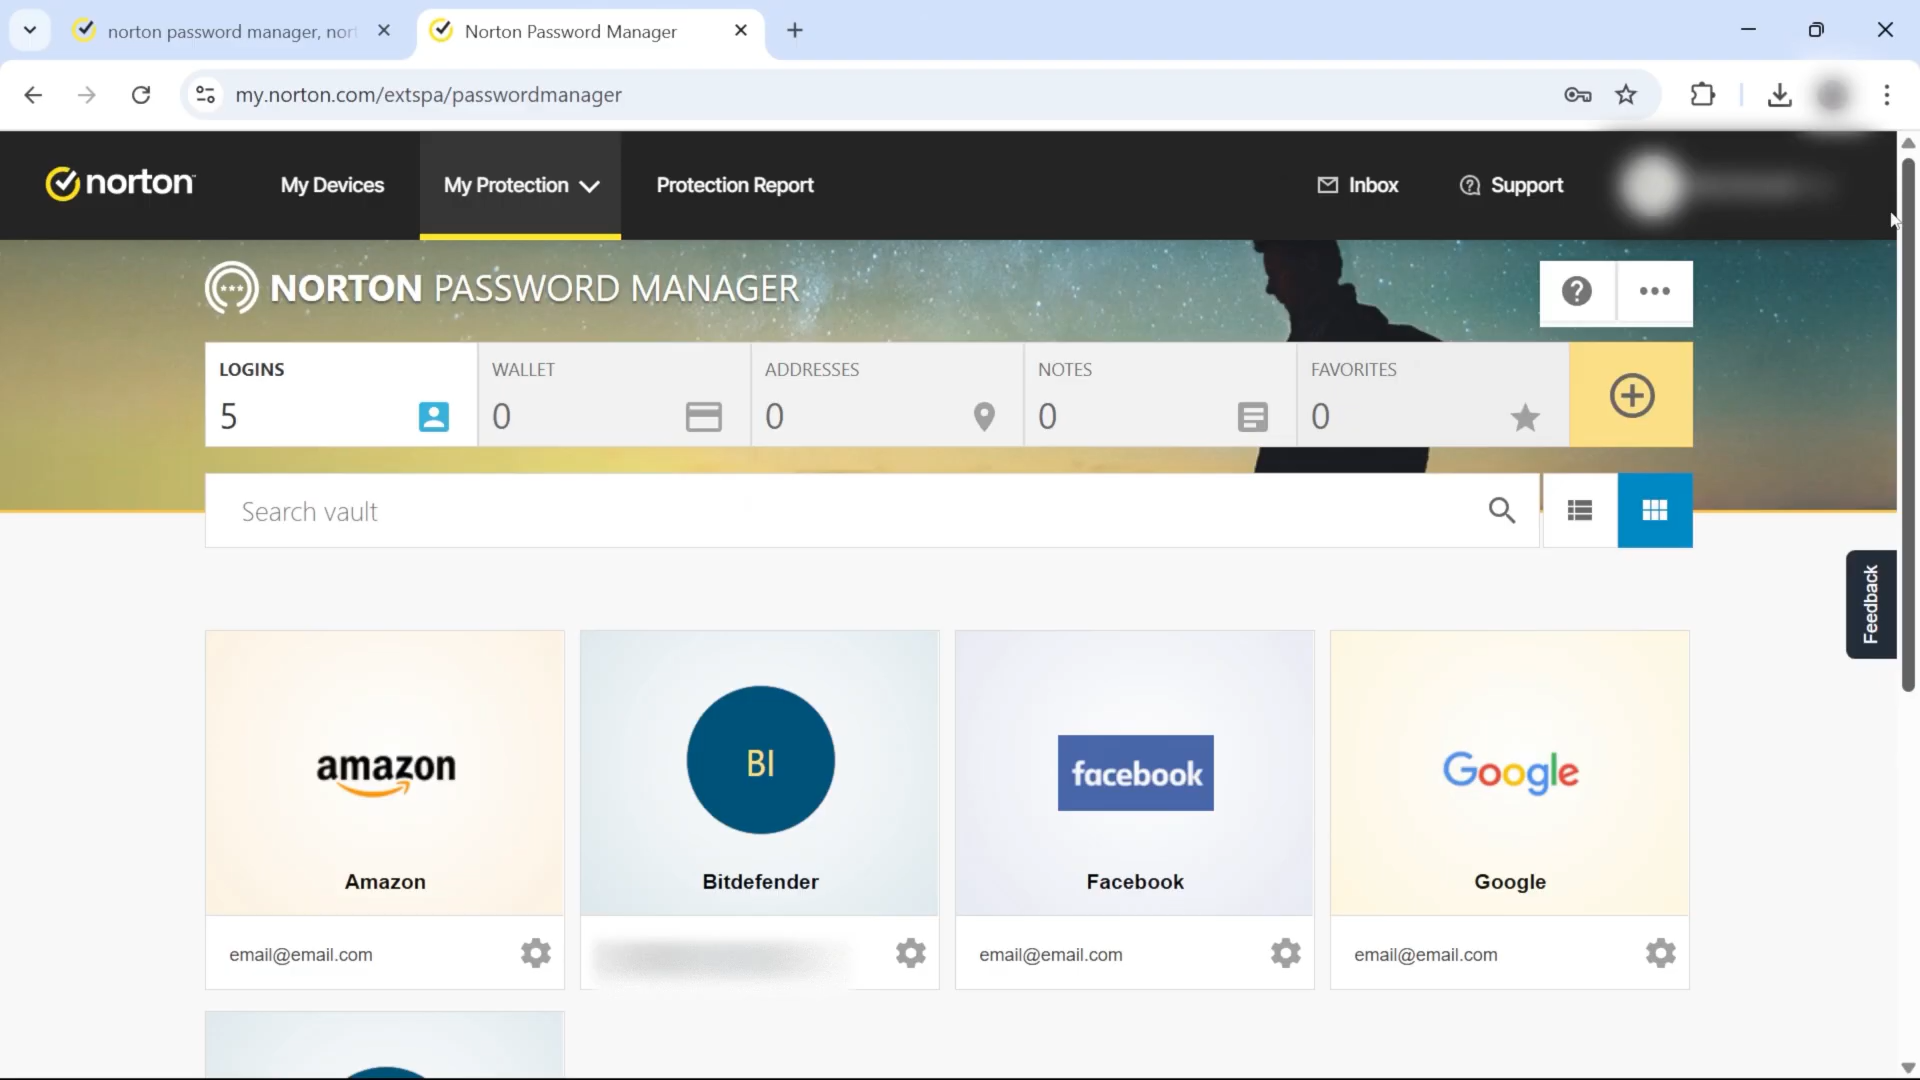 norton password manager, nor
Norton Password Manager
my.norton.com/extspa/passwordmanager
norton
My Devices
My Protection
Protection Report
Inbox
Support
NORTON PASSWORD MANAGER
LOGINS
5
WALLET
0
ADDRESSES
0
NOTES
0
FAVORITES
0
Search vault
Feedback
amazon
Amazon
BI
Bitdefender
facebook
Facebook
Google
Google
email@email.com
email@email.com
email@email.com